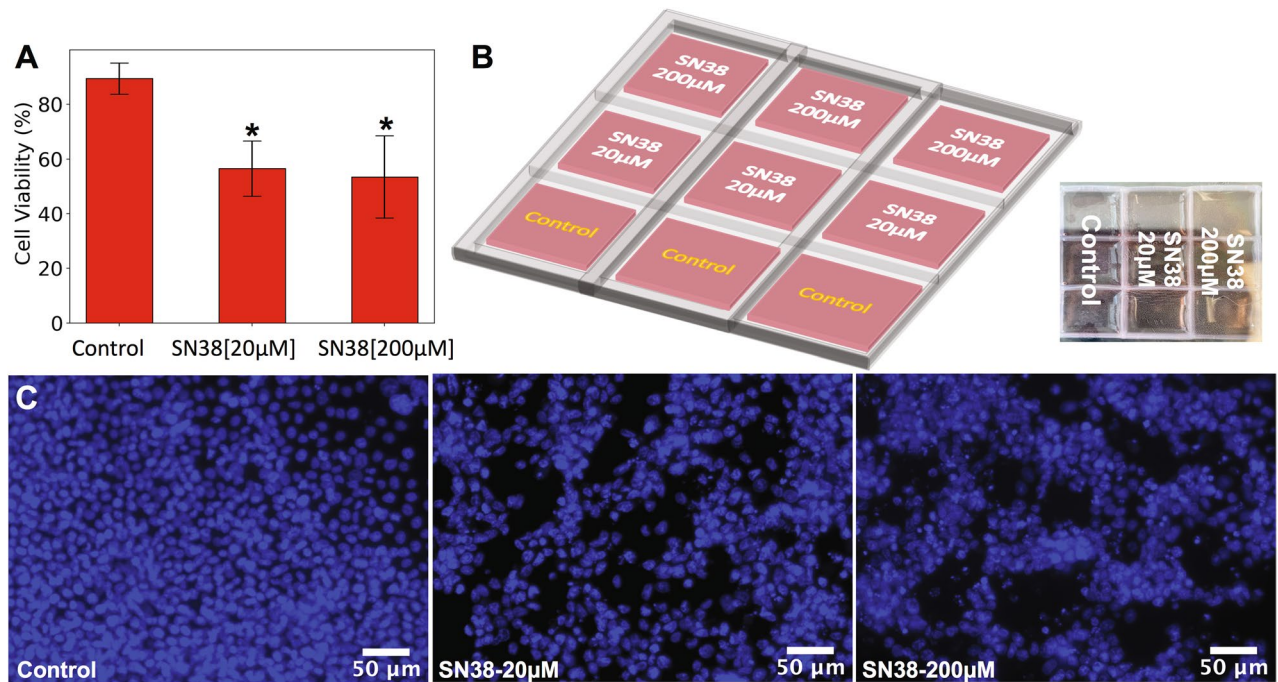 A
Cell Viability (%)
80
60
40
20
0
*
*
Control
SN38[20µM]
SN38[200µM]
B
SN38
200µM
SN38
200µM
SN38
200µM
SN38
20µM
SN38
20µM
SN38
20µM
Control
Control
Control
Control
SN38
20µM
SN38
200µM
C
Control
50 µm
SN38-20µM
50 µm
SN38-200µM
50 µm